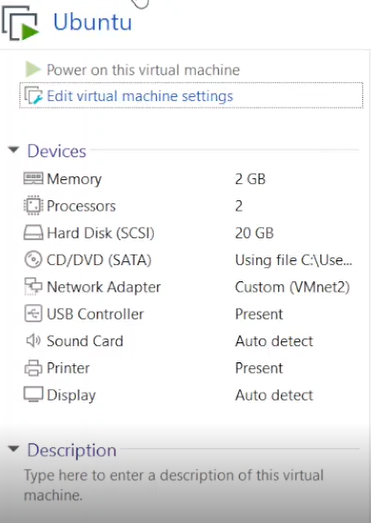 Ubuntu
Power on this virtual machine
Edit virtual machine settings
Devices
Memory 2 GB
Processors 2
Hard Disk (SCSI) 20 GB
CD/DVD (SATA) Using file C:\Use...
Network Adapter Custom (VMnet2)
USB Controller Present
Sound Card Auto detect
Printer Present
Display Auto detect
Description
Type here to enter a description of this virtual
machine.